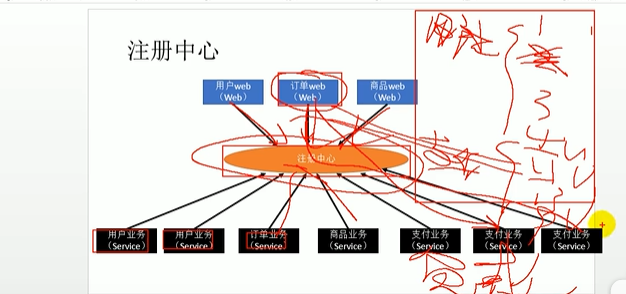 注册中心
用户web
（Web）
订单web
（Web）
商品web
（Web）
注册中心
用户业务
（Service）
用户业务
（Service）
订单业务
（Service）
商品业务
（Service）
支付业务
（Service）
支付业务
（Service）
支付业务
（Service）
1
3